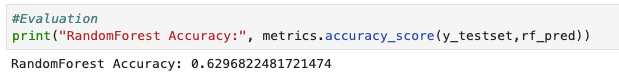 #Evaluation
print("RandomForest Accuracy:", metrics.accuracy_score(y_testset,rf_pred))
RandomForest Accuracy: 0.6296822481721474